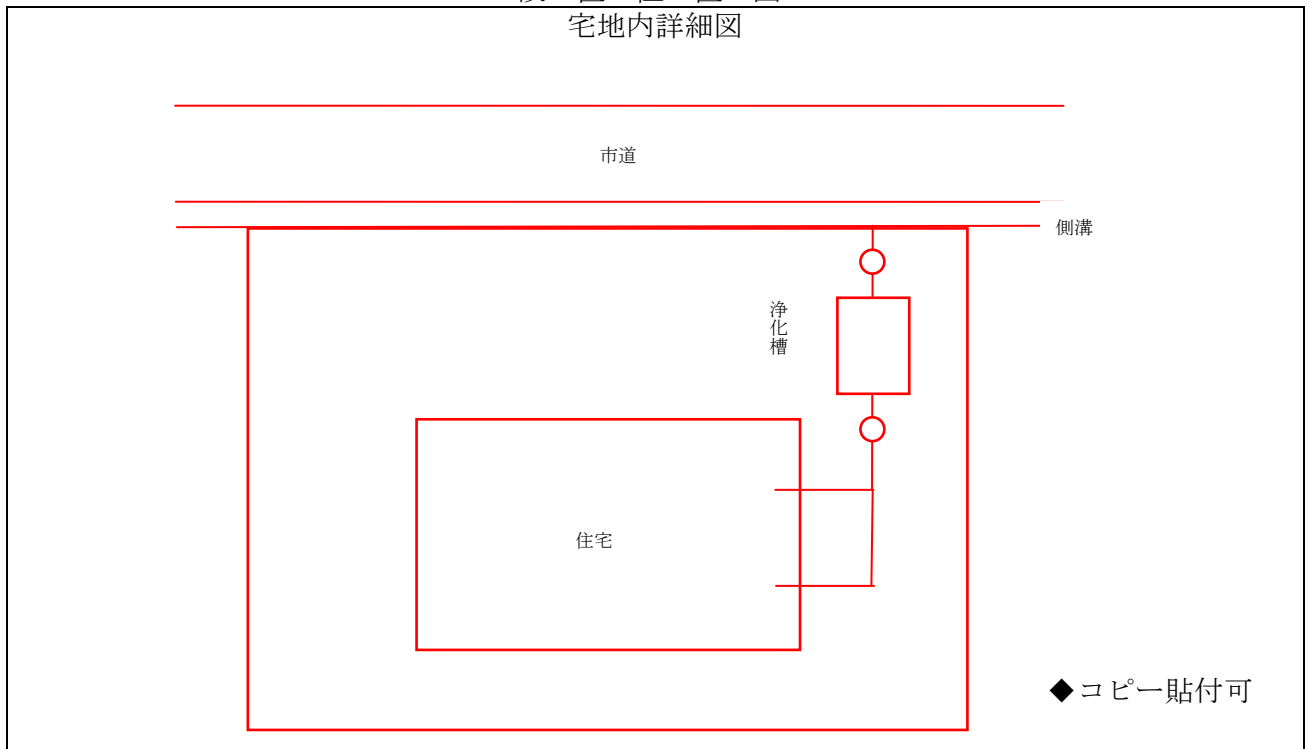 宅地内詳細図
市道
側溝
浄化槽
住宅
◆コピー貼付可